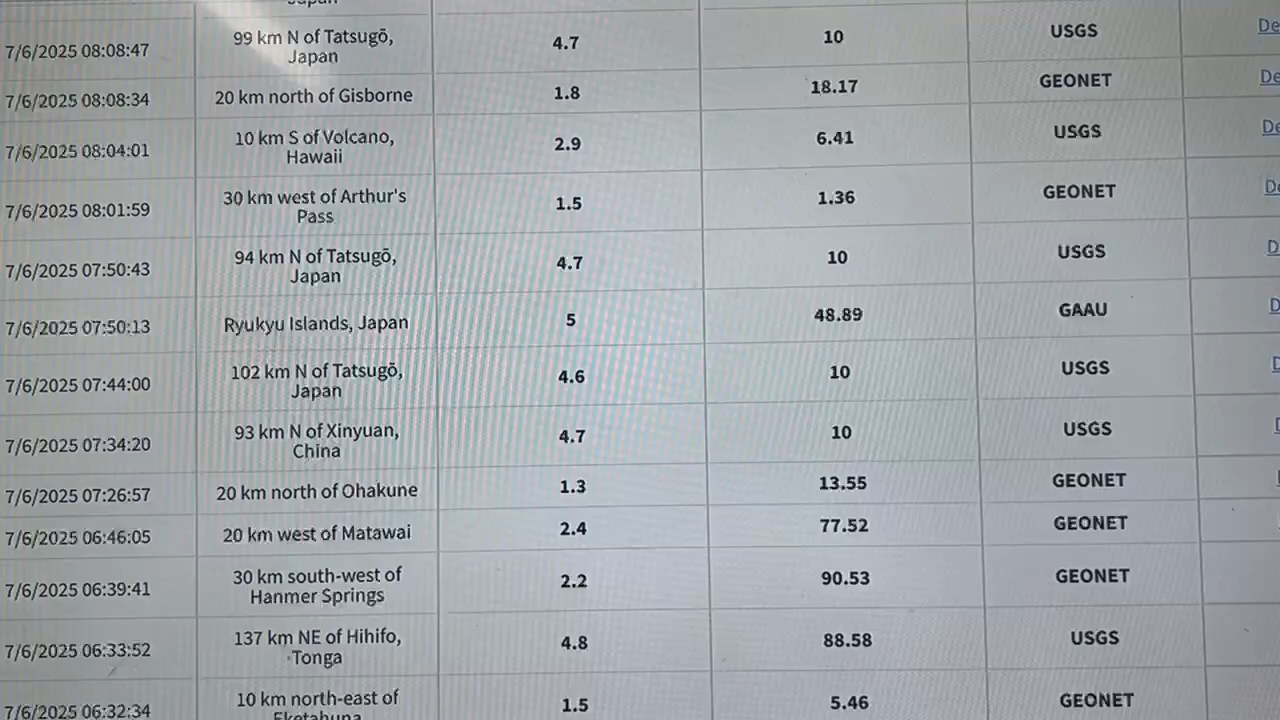 Japan
7/6/2025 08:08:47 99 km N of Tatsugō, 4.7 10 USGS De
Japan
7/6/2025 08:08:34 20 km north of Gisborne 1.8 18.17 GEONET De
7/6/2025 08:04:01 10 km S of Volcano, 2.9 6.41 USGS De
Hawaii
7/6/2025 08:01:59 30 km west of Arthur's 1.5 1.36 GEONET De
Pass
7/6/2025 07:50:43 94 km N of Tatsugō, 4.7 10 USGS D
Japan
7/6/2025 07:50:13 Ryukyu Islands, Japan 5 48.89 GAAU D
7/6/2025 07:44:00 102 km N of Tatsugō, 4.6 10 USGS D
Japan
7/6/2025 07:34:20 93 km N of Xinyuan, 4.7 10 USGS
China
7/6/2025 07:26:57 20 km north of Ohakune 1.3 13.55 GEONET
7/6/2025 06:46:05 20 km west of Matawai 2.4 77.52 GEONET
7/6/2025 06:39:41 30 km south-west of 2.2 90.53 GEONET
Hanmer Springs
7/6/2025 06:33:52 137 km NE of Hihifo, 4.8 88.58 USGS
Tonga
7/6/2025 06:32:34 10 km north-east of 1.5 5.46 GEONET
Eketahuna